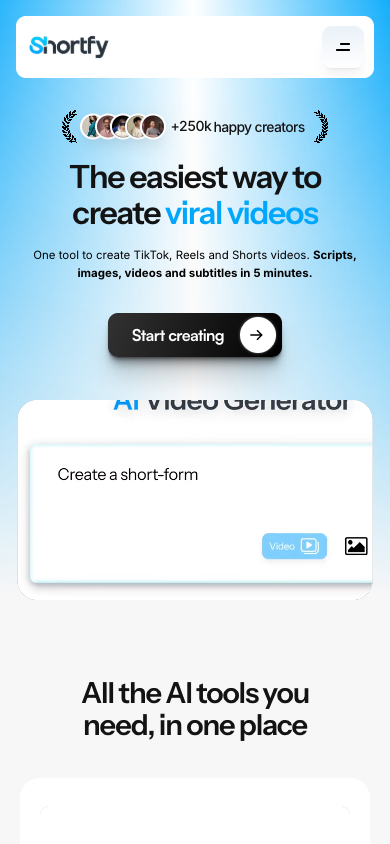 Shortfy
+250k happy creators
The easiest way to
create viral videos
One tool to create TikTok, Reels and Shorts videos. Scripts,
images, videos and subtitles in 5 minutes.
Start creating
AI Video Generator
Create a short-form
Video
All the AI tools you
need, in one place